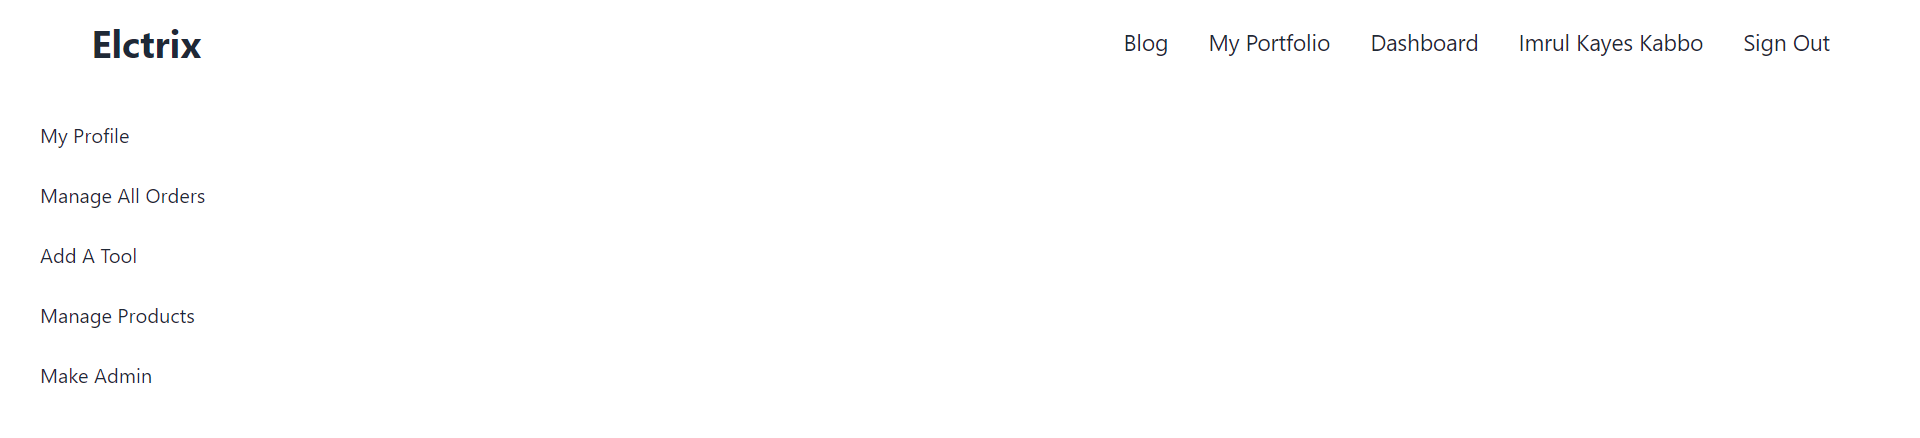 Elctrix
Blog My Portfolio Dashboard Imrul Kayes Kabbo Sign Out
My Profile
Manage All Orders
Add A Tool
Manage Products
Make Admin